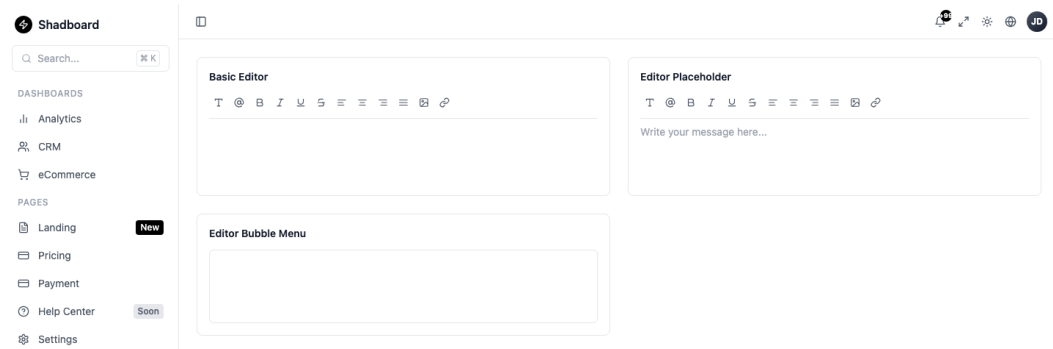 Shadboard
Search...
⌘ K
DASHBOARDS
Analytics
CRM
eCommerce
PAGES
Landing
New
Pricing
Payment
Help Center
Soon
Settings
+99
JD
Basic Editor
Editor Placeholder
Write your message here...
Editor Bubble Menu